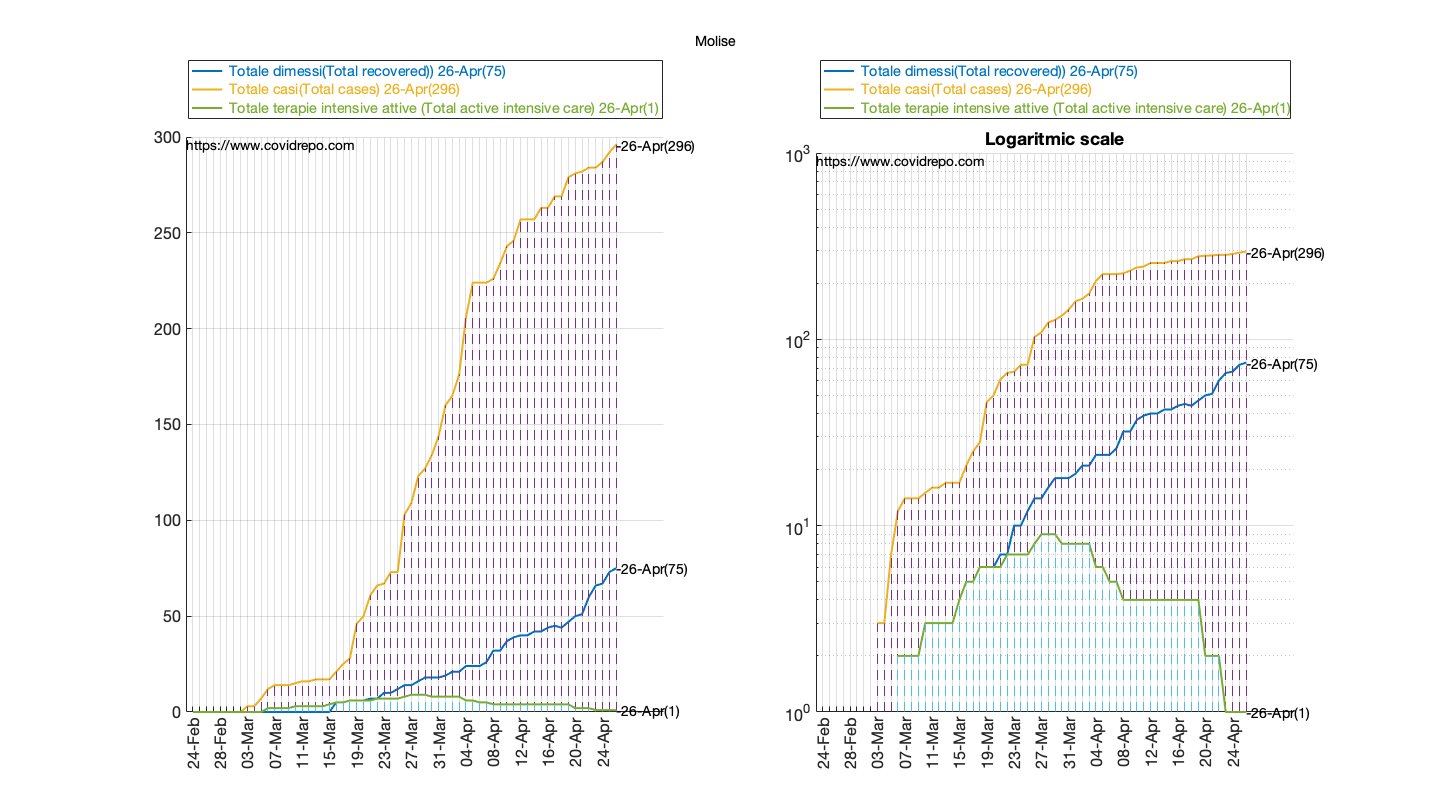 Molise
Totale dimessi(Total recovered)) 26-Apr(75)
Totale casi(Total cases) 26-Apr(296)
Totale terapie intensive attive (Total active intensive care) 26-Apr(1)
300
250
200
150
100
50
0
https://www.covidrepo.com
-26-Apr(296)
-26-Apr(75)
-26-Apr(1)
24-Feb
28-Feb
03-Mar
07-Mar
11-Mar
15-Mar
19-Mar
23-Mar
27-Mar
31-Mar
04-Apr
08-Apr
12-Apr
16-Apr
20-Apr
24-Apr
Totale dimessi(Total recovered)) 26-Apr(75)
Totale casi(Total cases) 26-Apr(296)
Totale terapie intensive attive (Total active intensive care) 26-Apr(1)
Logaritmic scale
10³
10²
10¹
10⁰
https://www.covidrepo.com
-26-Apr(296)
-26-Apr(75)
-26-Apr(1)
24-Feb
28-Feb
03-Mar
07-Mar
11-Mar
15-Mar
19-Mar
23-Mar
27-Mar
31-Mar
04-Apr
08-Apr
12-Apr
16-Apr
20-Apr
24-Apr